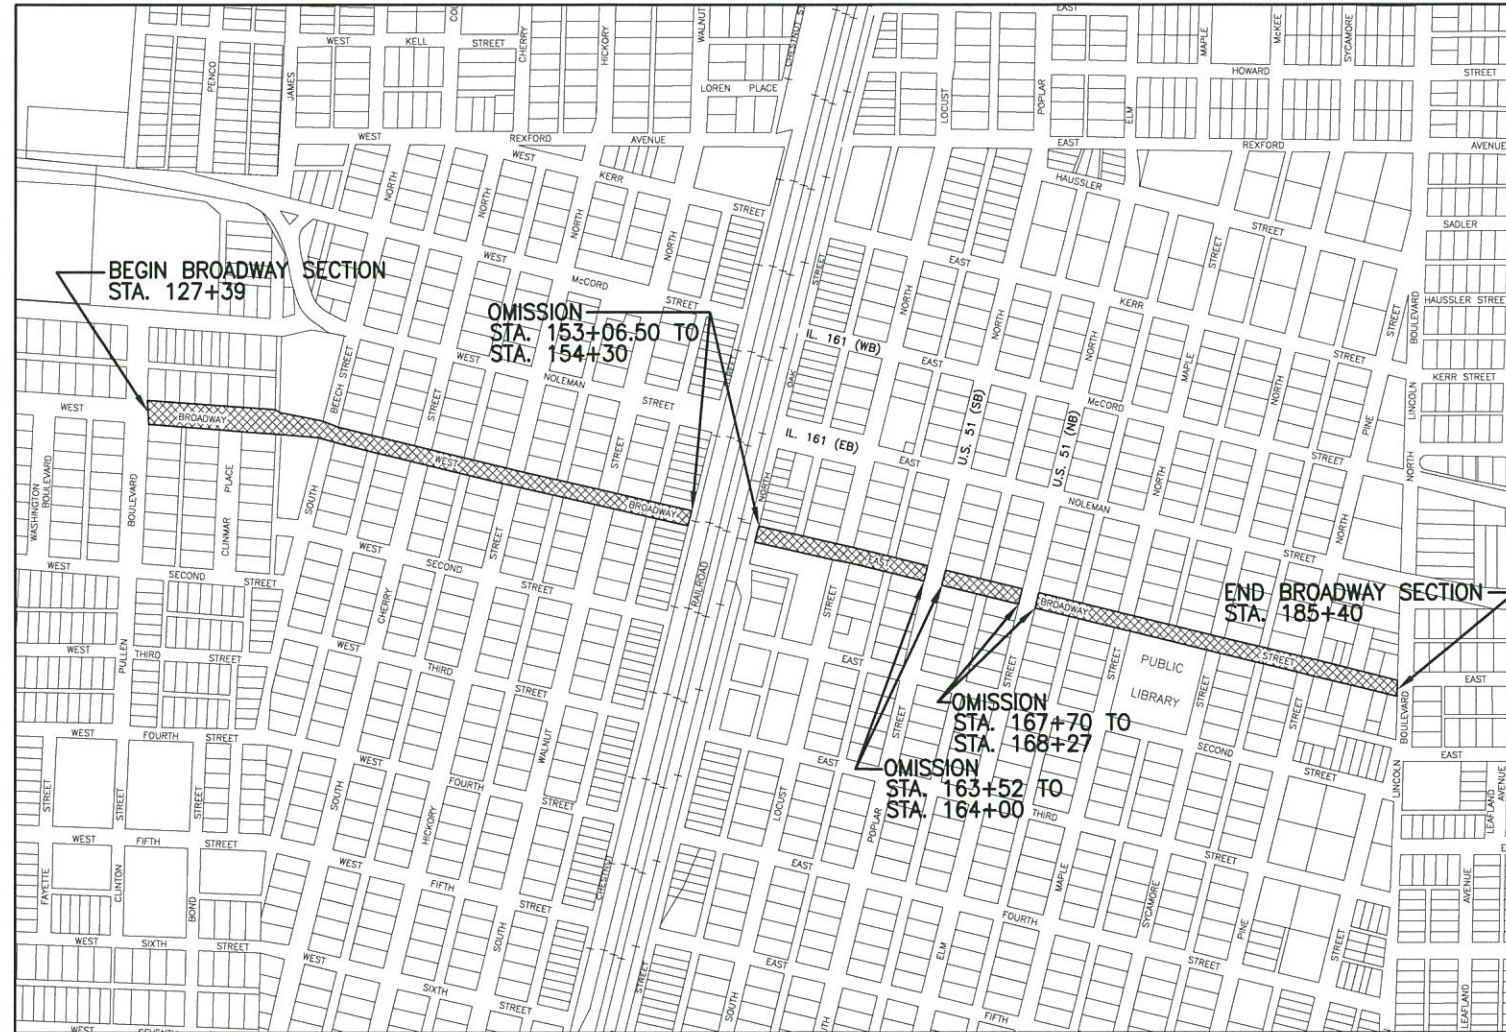 COU
WALNUT
CHESTNUT ST
EAST
MAPLE
McKEE
SYCAMORE
WEST KELL STREET
CHERRY
HICKORY
PENCO
JAMES
LOREN PLACE
LOCUST
POPLAR
ELM
HOWARD STREET
WEST REXFORD AVENUE
EAST REXFORD AVENUE
WEST KERR STREET
HAUSSLER STREET
NORTH
NORTH
NORTH
NORTH
STREET
SADLER
WEST McCORD STREET
EAST KERR STREET
NORTH
NORTH
NORTH
STREET
BOULEVARD
HAUSSLER STREET
BEGIN BROADWAY SECTION
STA. 127+39
OMISSION
STA. 153+06.50 TO
STA. 154+30
IL. 161 (WB)
WEST NOLEMAN STREET
EAST McCORD STREET
BEECH STREET
STREET
STREET
STREET
OAK
MAPLE
NORTH
PINE
LINCOLN
KERR STREET
WEST BROADWAY
WEST BROADWAY
IL. 161 (EB)
U.S. 51 (SB)
U.S. 51 (NB)
EAST NOLEMAN STREET
NORTH
NORTH
NORTH
NORTH
WASHINGTON BOULEVARD
BOULEVARD
CLINMAR PLACE
SOUTH
STREET
RAILROAD
WEST SECOND STREET
WEST SECOND
CHERRY
EAST BROADWAY STREET
END BROADWAY SECTION
STA. 185+40
STREET
PUBLIC
LIBRARY
WEST THIRD STREET
PULLEN
WEST THIRD STREET
EAST SECOND STREET
STREET
STREET
STREET
STREET
STREET
BOULEVARD
EAST
OMISSION
STA. 167+70 TO
STA. 168+27
OMISSION
STA. 163+52 TO
STA. 164+00
WEST FOURTH STREET
WEST FOURTH STREET
EAST THIRD STREET
EAST
STREET
STREET
STREET
SOUTH
HICKORY
WALNUT
LOCUST
POPLAR
LINCOLN
LEAFLAND AVENUE
WEST FIFTH STREET
WEST FIFTH STREET
EAST FOURTH STREET
FAYETTE
CLINTON
BOND
CHESTNUT
SOUTH
MAPLE
SYCAMORE
PINE
STREET
AVENUE
WEST SIXTH STREET
WEST SIXTH STREET
EAST FIFTH
STREET
SOUTH
ELM
LEAFLAND
WEST SEVENTH